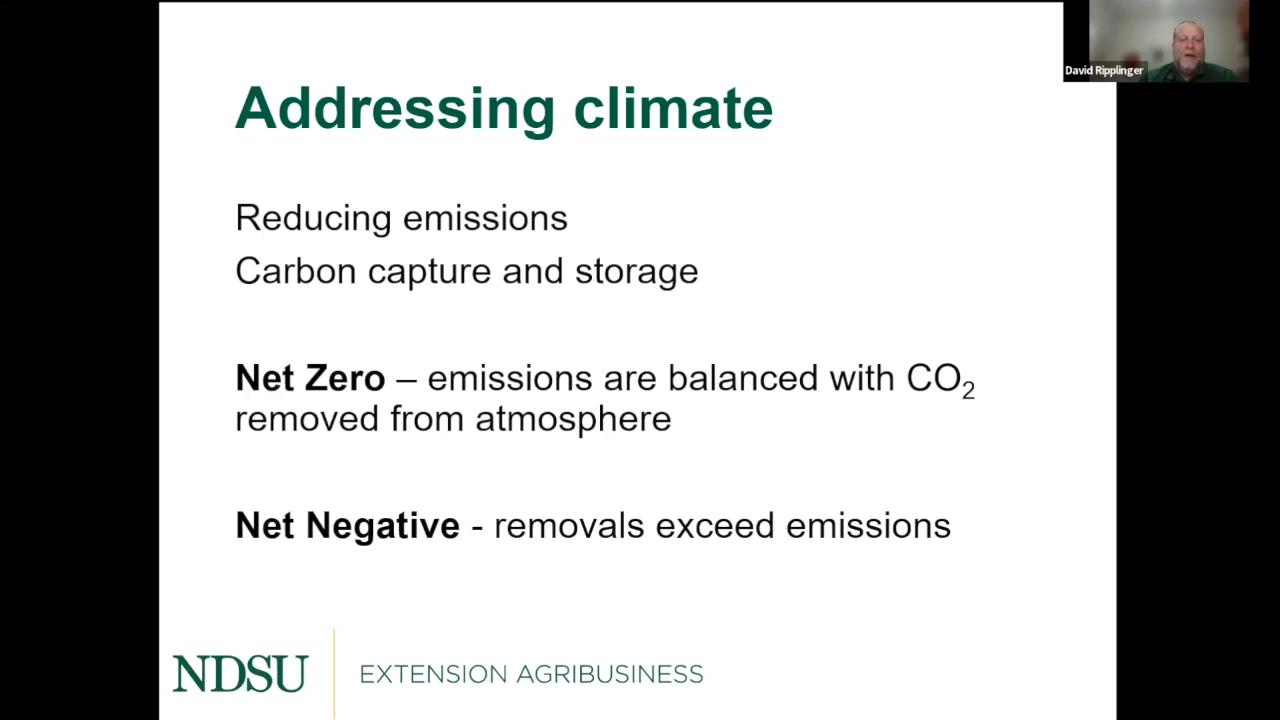 David Ripplinger
Addressing climate
Reducing emissions
Carbon capture and storage
Net Zero – emissions are balanced with CO₂
removed from atmosphere
Net Negative - removals exceed emissions
NDSU
EXTENSION AGRIBUSINESS